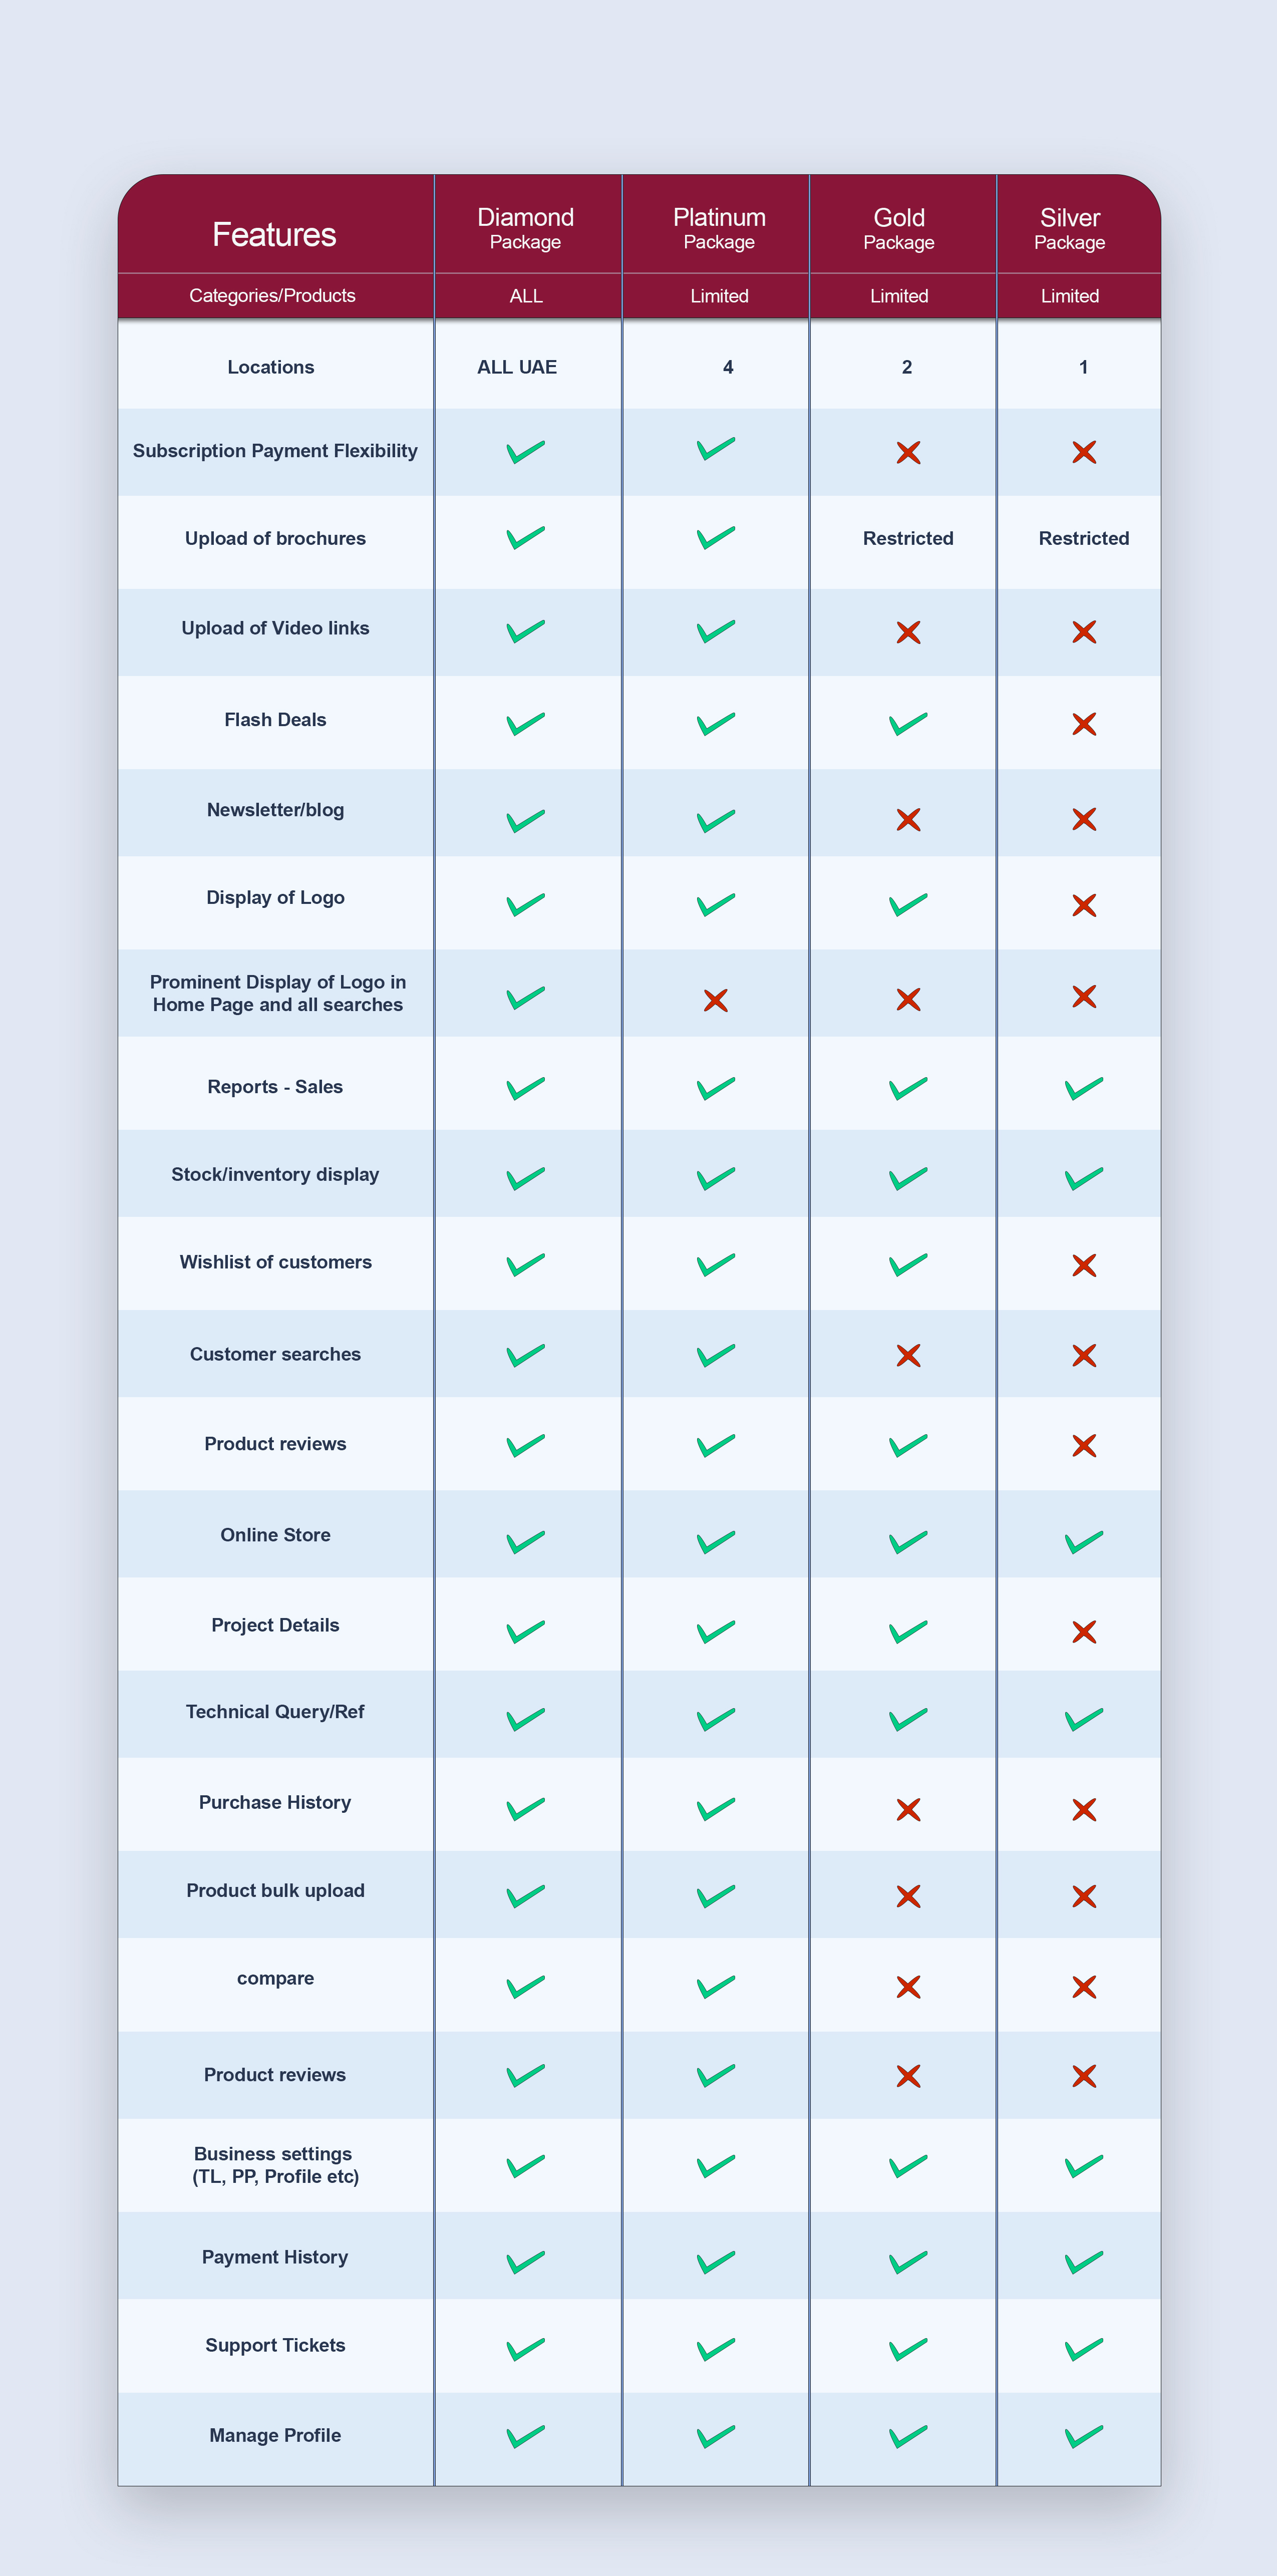 Features Diamond Package Platinum Package Gold Package Silver Package
Categories/Products ALL Limited Limited Limited
Locations ALL UAE 4 2 1
Subscription Payment Flexibility
Upload of brochures Restricted Restricted
Upload of Video links
Flash Deals
Newsletter/blog
Display of Logo
Prominent Display of Logo in
Home Page and all searches
Reports - Sales
Stock/inventory display
Wishlist of customers
Customer searches
Product reviews
Online Store
Project Details
Technical Query/Ref
Purchase History
Product bulk upload
compare
Product reviews
Business settings
(TL, PP, Profile etc)
Payment History
Support Tickets
Manage Profile